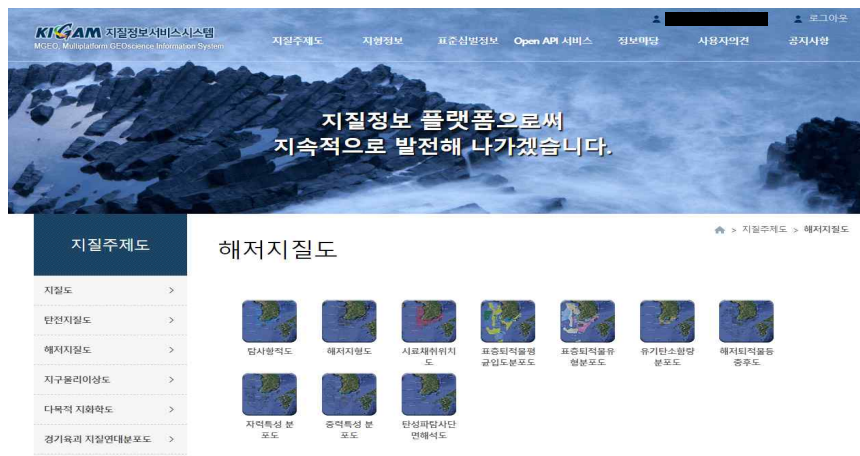 KIGAM 지질정보서비스시스템
MGEO, Multiplatform GEOscience Information System
로그아웃
지질주제도
지형정보
표준심벌정보
Open API 서비스
정보마당
사용자의견
공지사항
지질정보 플랫폼으로써
지속적으로 발전해 나가겠습니다.
지질주제도
> 지질주제도 > 해저지질도
해저지질도
지질도 >
탄전지질도 >
해저지질도 >
지구물리이상도 >
다목적 지화학도 >
경기육괴 지질연대분포도 >
탐사항적도
해저지형도
시료채취위치
도
표층퇴적물평
균입도분포도
표층퇴적물유
형분포도
유기탄소함량
분포도
해저퇴적물등
층후도
자력특성 분
포도
중력특성 분
포도
탄성파탐사단
면해석도